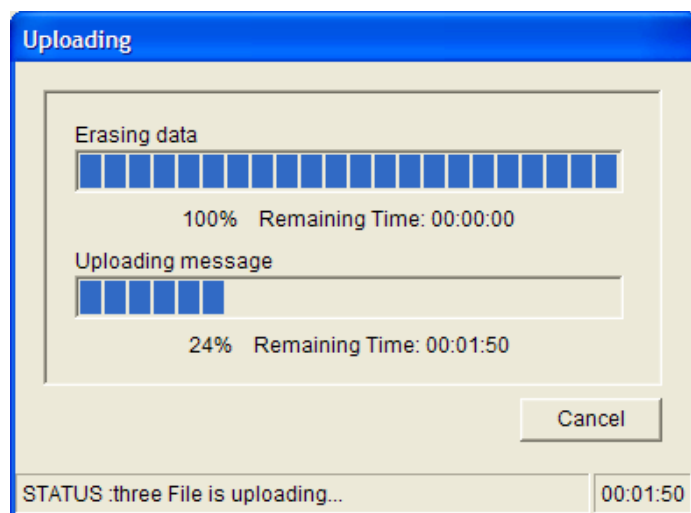 Uploading
Erasing data
100% Remaining Time: 00:00:00
Uploading message
24% Remaining Time: 00:01:50
Cancel
STATUS :three File is uploading... 00:01:50